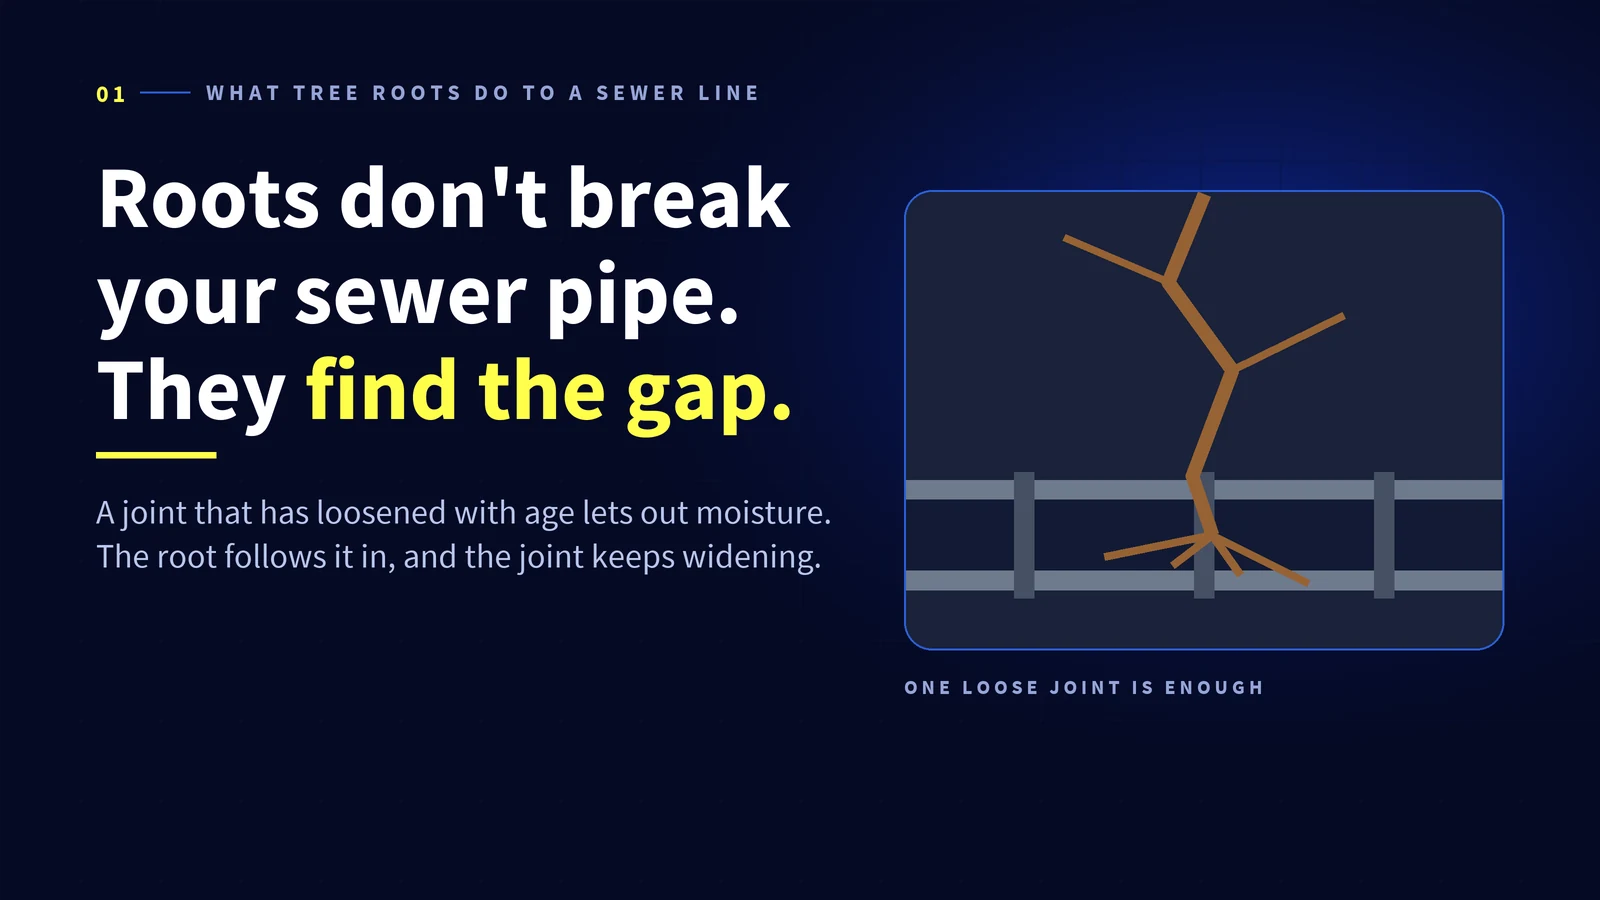 01 WHAT TREE ROOTS DO TO A SEWER LINE
Roots don't break
your sewer pipe.
They find the gap.
A joint that has loosened with age lets out moisture.
The root follows it in, and the joint keeps widening.
ONE LOOSE JOINT IS ENOUGH